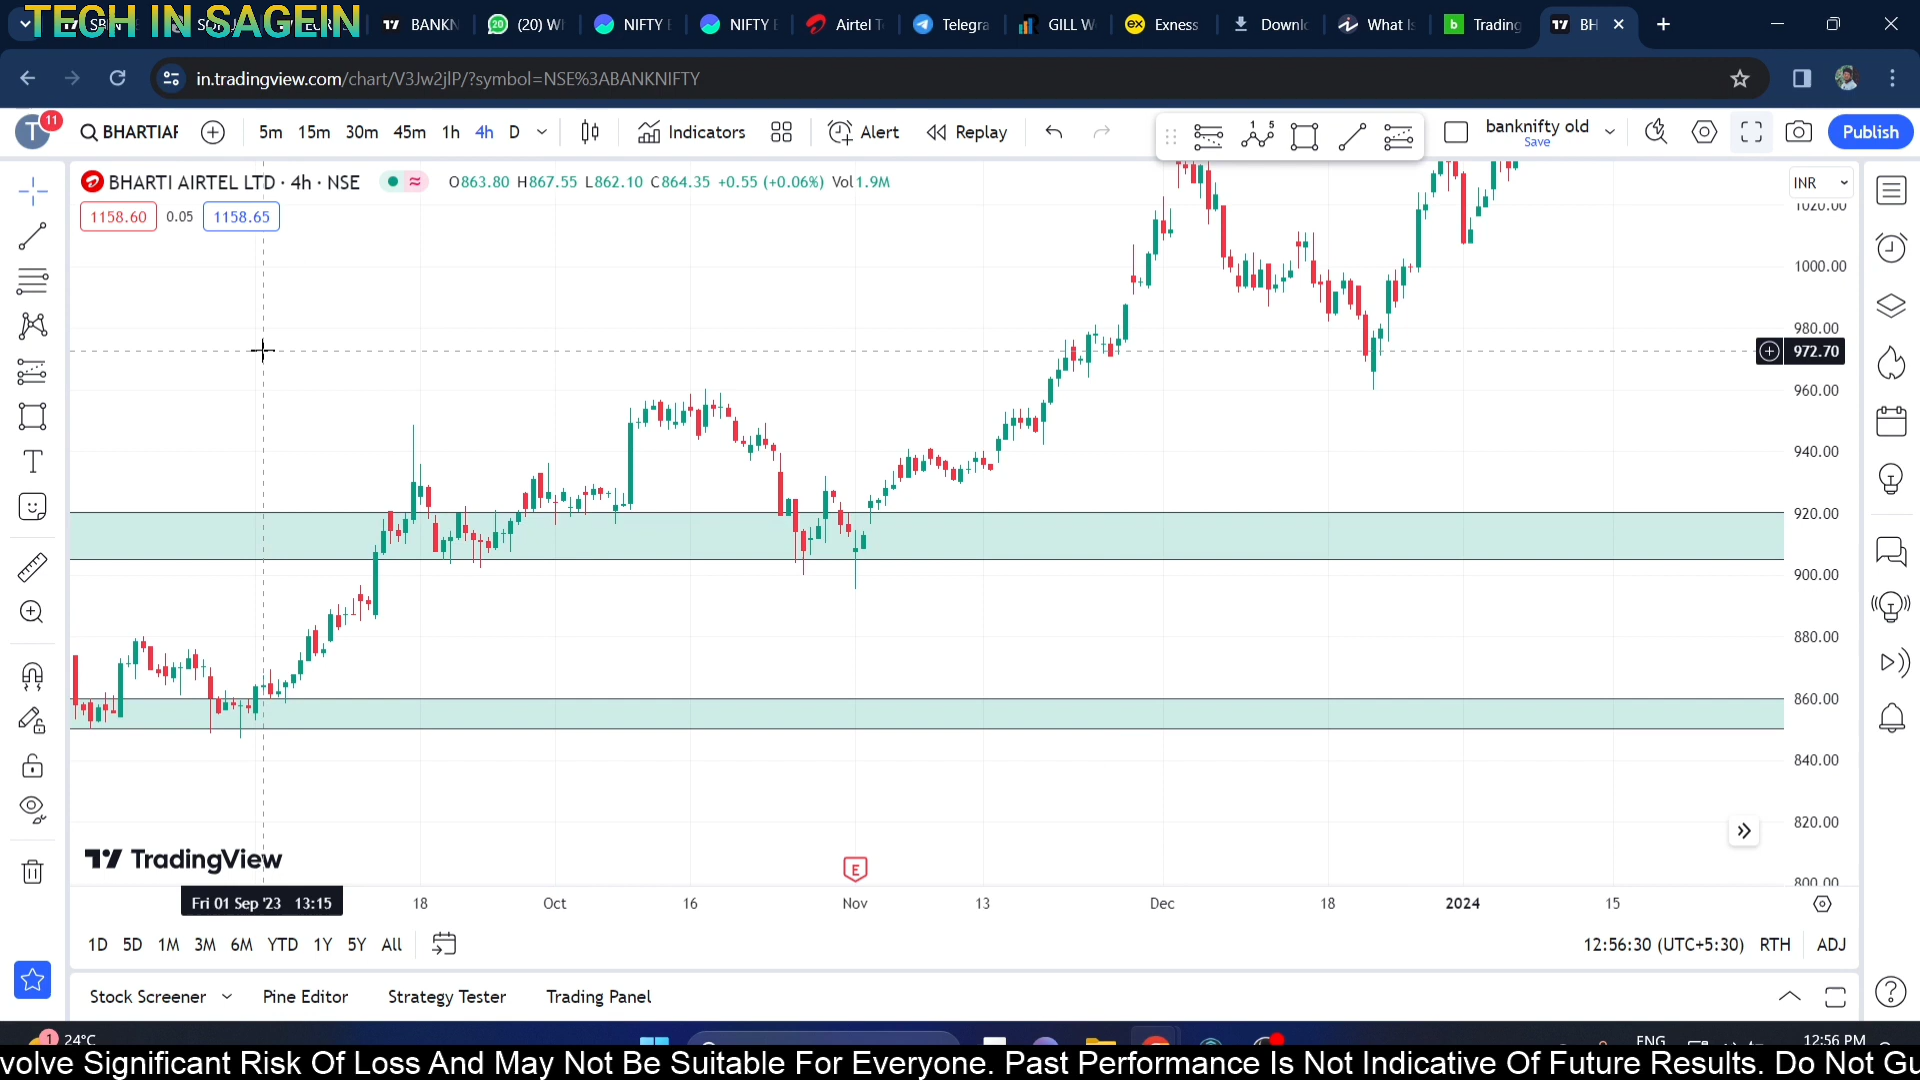 TECH IN SAGEIN
BANKN
(20) W
NIFTY
NIFTY
Airtel T
Telegra
GILL W
Exness
Downl
What Is
Trading
BH
in.tradingview.com/chart/V3Jw2jlP/?symbol=NSE%3ABANKNIFTY
T
11
BHARTIAR
5m 15m 30m 45m 1h 4h D
Indicators
Alert
Replay
banknifty old
Save
Publish
BHARTI AIRTEL LTD · 4h · NSE
O863.80 H867.55 L862.10 C864.35 +0.55 (+0.06%) Vol1.9M
1158.60 0.05 1158.65
INR
1020.00
1000.00
980.00
972.70
960.00
940.00
920.00
900.00
880.00
860.00
840.00
820.00
800.00
TradingView
E
Fri 01 Sep '23 13:15
18 Oct 16 Nov 13 Dec 18 2024 15
1D 5D 1M 3M 6M YTD 1Y 5Y All
12:56:30 (UTC+5:30) RTH ADJ
Stock Screener Pine Editor Strategy Tester Trading Panel
1
24°C
ENG
12:56 PM
volve Significant Risk Of Loss And May Not Be Suitable For Everyone. Past Performance Is Not Indicative Of Future Results. Do Not Gu